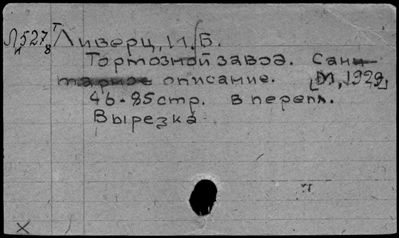 Л527 Т
и 8
Ливерц, И. Б.
Тормозной завод. Сани-
тарное описание. [М, 1929]
46-85 стр. в перепл.
Вырезка